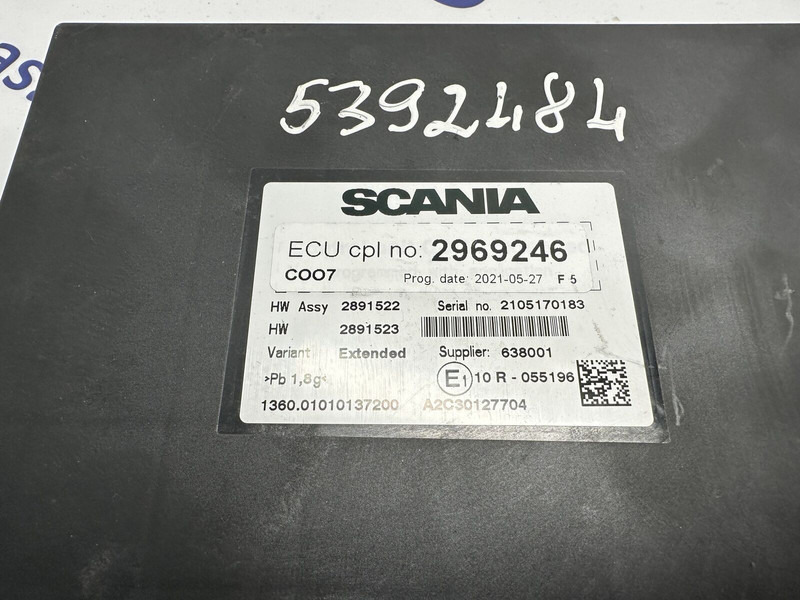 5392484
SCANIA
ECU cpl no: 2969246
COO7 Prog. date: 2021-05-27 F 5
HW Assy 2891522 Serial no. 2105170183
HW 2891523
Variant Extended Supplier: 638001
>Pb 1,8g< E1 10 R - 055196
1360.01010137200 A2C30127704